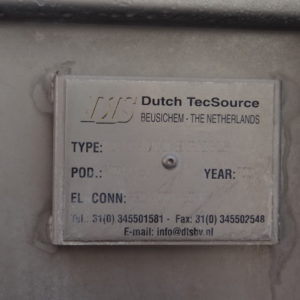 DTS Dutch TecSource
BEUSICHEM - THE NETHERLANDS
TYPE:
POD.: YEAR:
EL CONN:
Tel.: 31(0) 345501581 - Fax: 31(0) 345502548
E-mail: info@dtsbv.nl